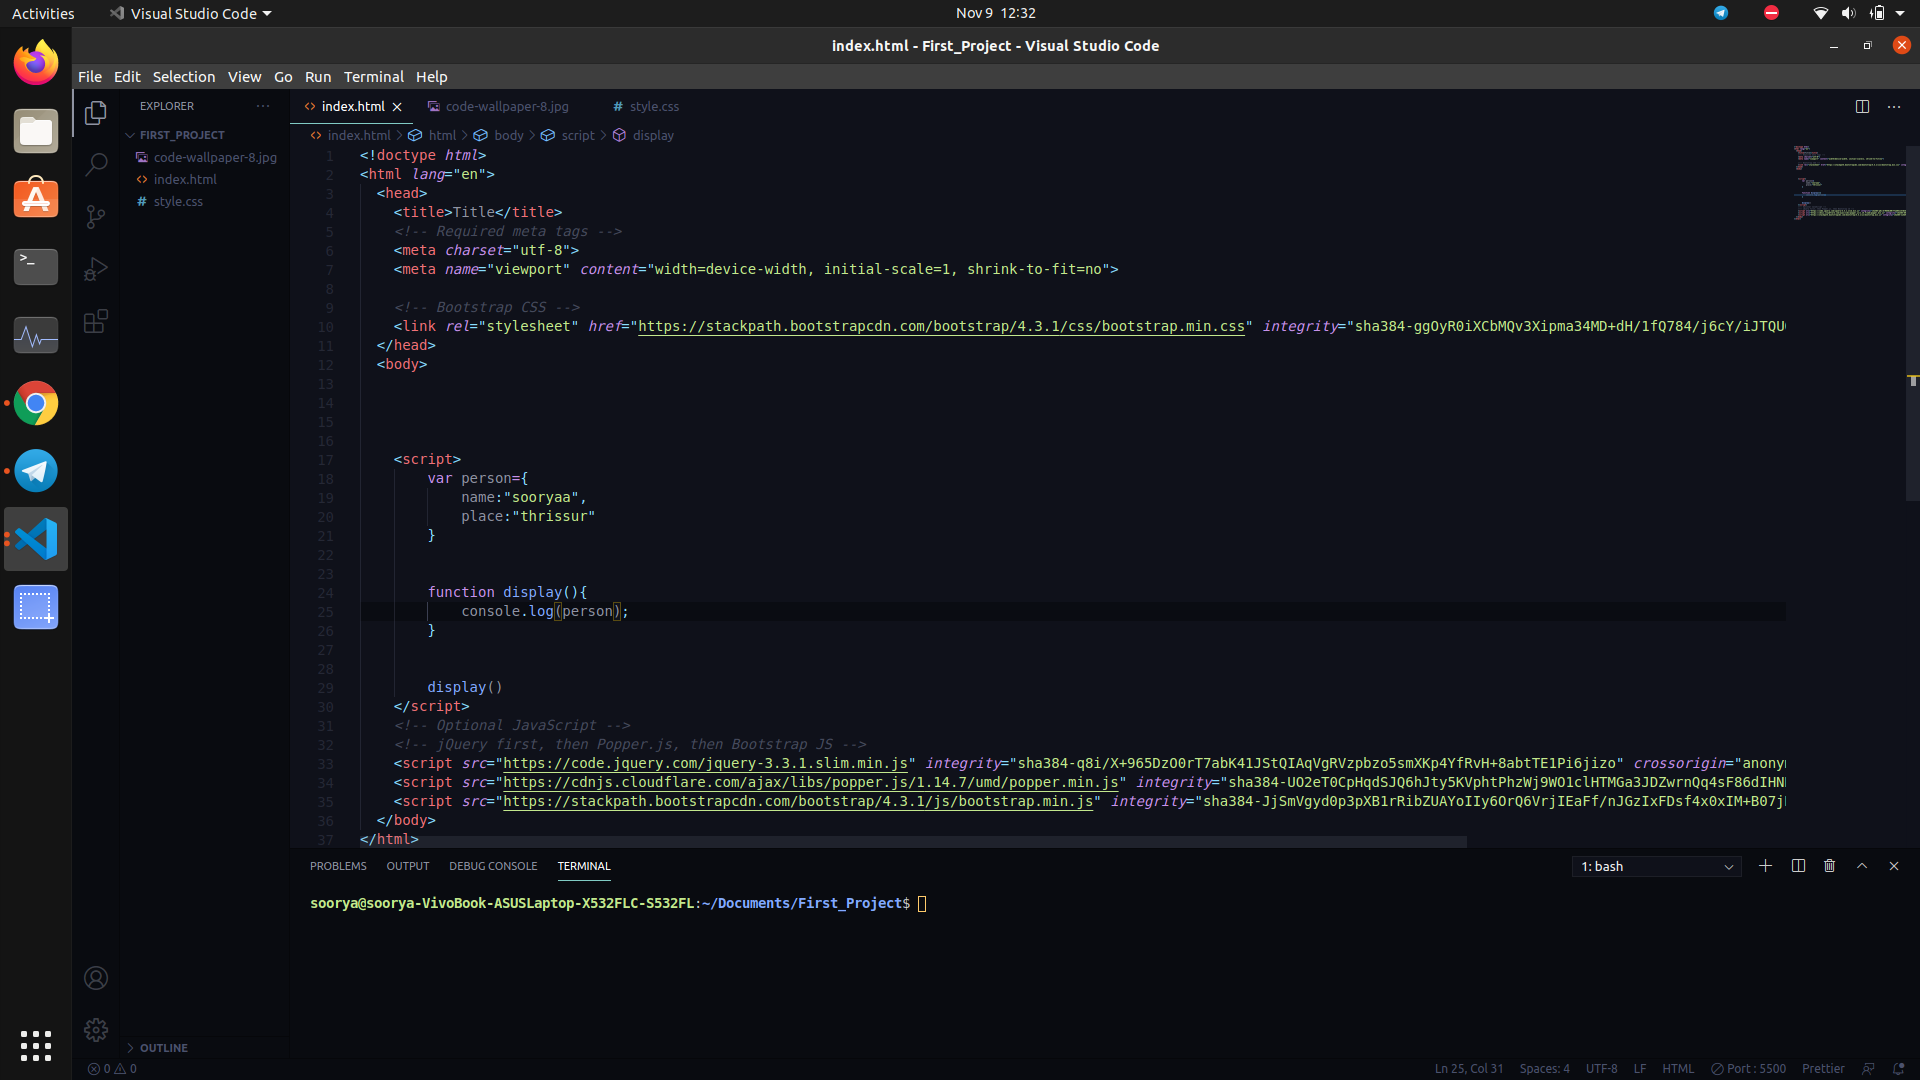 Activities Visual Studio Code Nov 9 12:32
index.html - First_Project - Visual Studio Code
File Edit Selection View Go Run Terminal Help
EXPLORER
FIRST_PROJECT
code-wallpaper-8.jpg
index.html
style.css
OUTLINE
index.html code-wallpaper-8.jpg # style.css
index.html > html > body > script > display
1 <!doctype html>
2 <html lang="en">
3 <head>
4 <title>Title</title>
5 <!-- Required meta tags -->
6 <meta charset="utf-8">
7 <meta name="viewport" content="width=device-width, initial-scale=1, shrink-to-fit=no">
8
9 <!-- Bootstrap CSS -->
10 <link rel="stylesheet" href="https://stackpath.bootstrapcdn.com/bootstrap/4.3.1/css/bootstrap.min.css" integrity="sha384-ggOyR0iXCbMQv3Xipma34MD+dH/1fQ784/j6cY/iJTQU
11 </head>
12 <body>
13
14
15
16
17 <script>
18 var person={
19 name:"sooryaa",
20 place:"thrissur"
21 }
22
23
24 function display(){
25 console.log(person);
26 }
27
28
29 display()
30 </script>
31 <!-- Optional JavaScript -->
32 <!-- jQuery first, then Popper.js, then Bootstrap JS -->
33 <script src="https://code.jquery.com/jquery-3.3.1.slim.min.js" integrity="sha384-q8i/X+965DzO0rT7abK41JStQIAqVgRVzpbzo5smXKp4YfRvH+8abtTE1Pi6jizo" crossorigin="anony
34 <script src="https://cdnjs.cloudflare.com/ajax/libs/popper.js/1.14.7/umd/popper.min.js" integrity="sha384-UO2eT0CpHqdSJQ6hJty5KVphtPhzWj9WO1clHTMGa3JDZwrnQq4sF86dIHN
35 <script src="https://stackpath.bootstrapcdn.com/bootstrap/4.3.1/js/bootstrap.min.js" integrity="sha384-JjSmVgyd0p3pXB1rRibZUAYoIIy6OrQ6VrjIEaFf/nJGzIxFDsf4x0xIM+B07j
36 </body>
37 </html>
PROBLEMS OUTPUT DEBUG CONSOLE TERMINAL 1: bash
soorya@soorya-VivoBook-ASUSLaptop-X532FLC-S532FL:~/Documents/First_Project$
0 0 Ln 25, Col 31 Spaces: 4 UTF-8 LF HTML Port : 5500 Prettier